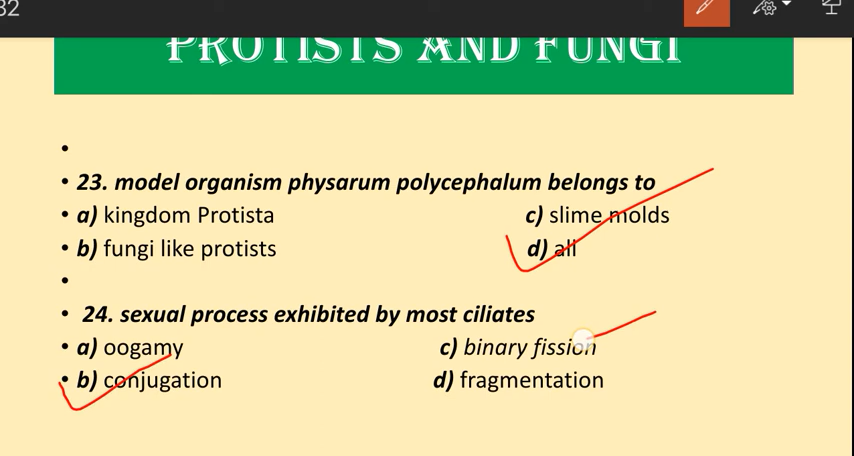 32
PROTISTS AND FUNGI
•
• 23. model organism physarum polycephalum belongs to
• a) kingdom Protista c) slime molds
• b) fungi like protists d) all
•
• 24. sexual process exhibited by most ciliates
• a) oogamy c) binary fission
• b) conjugation d) fragmentation